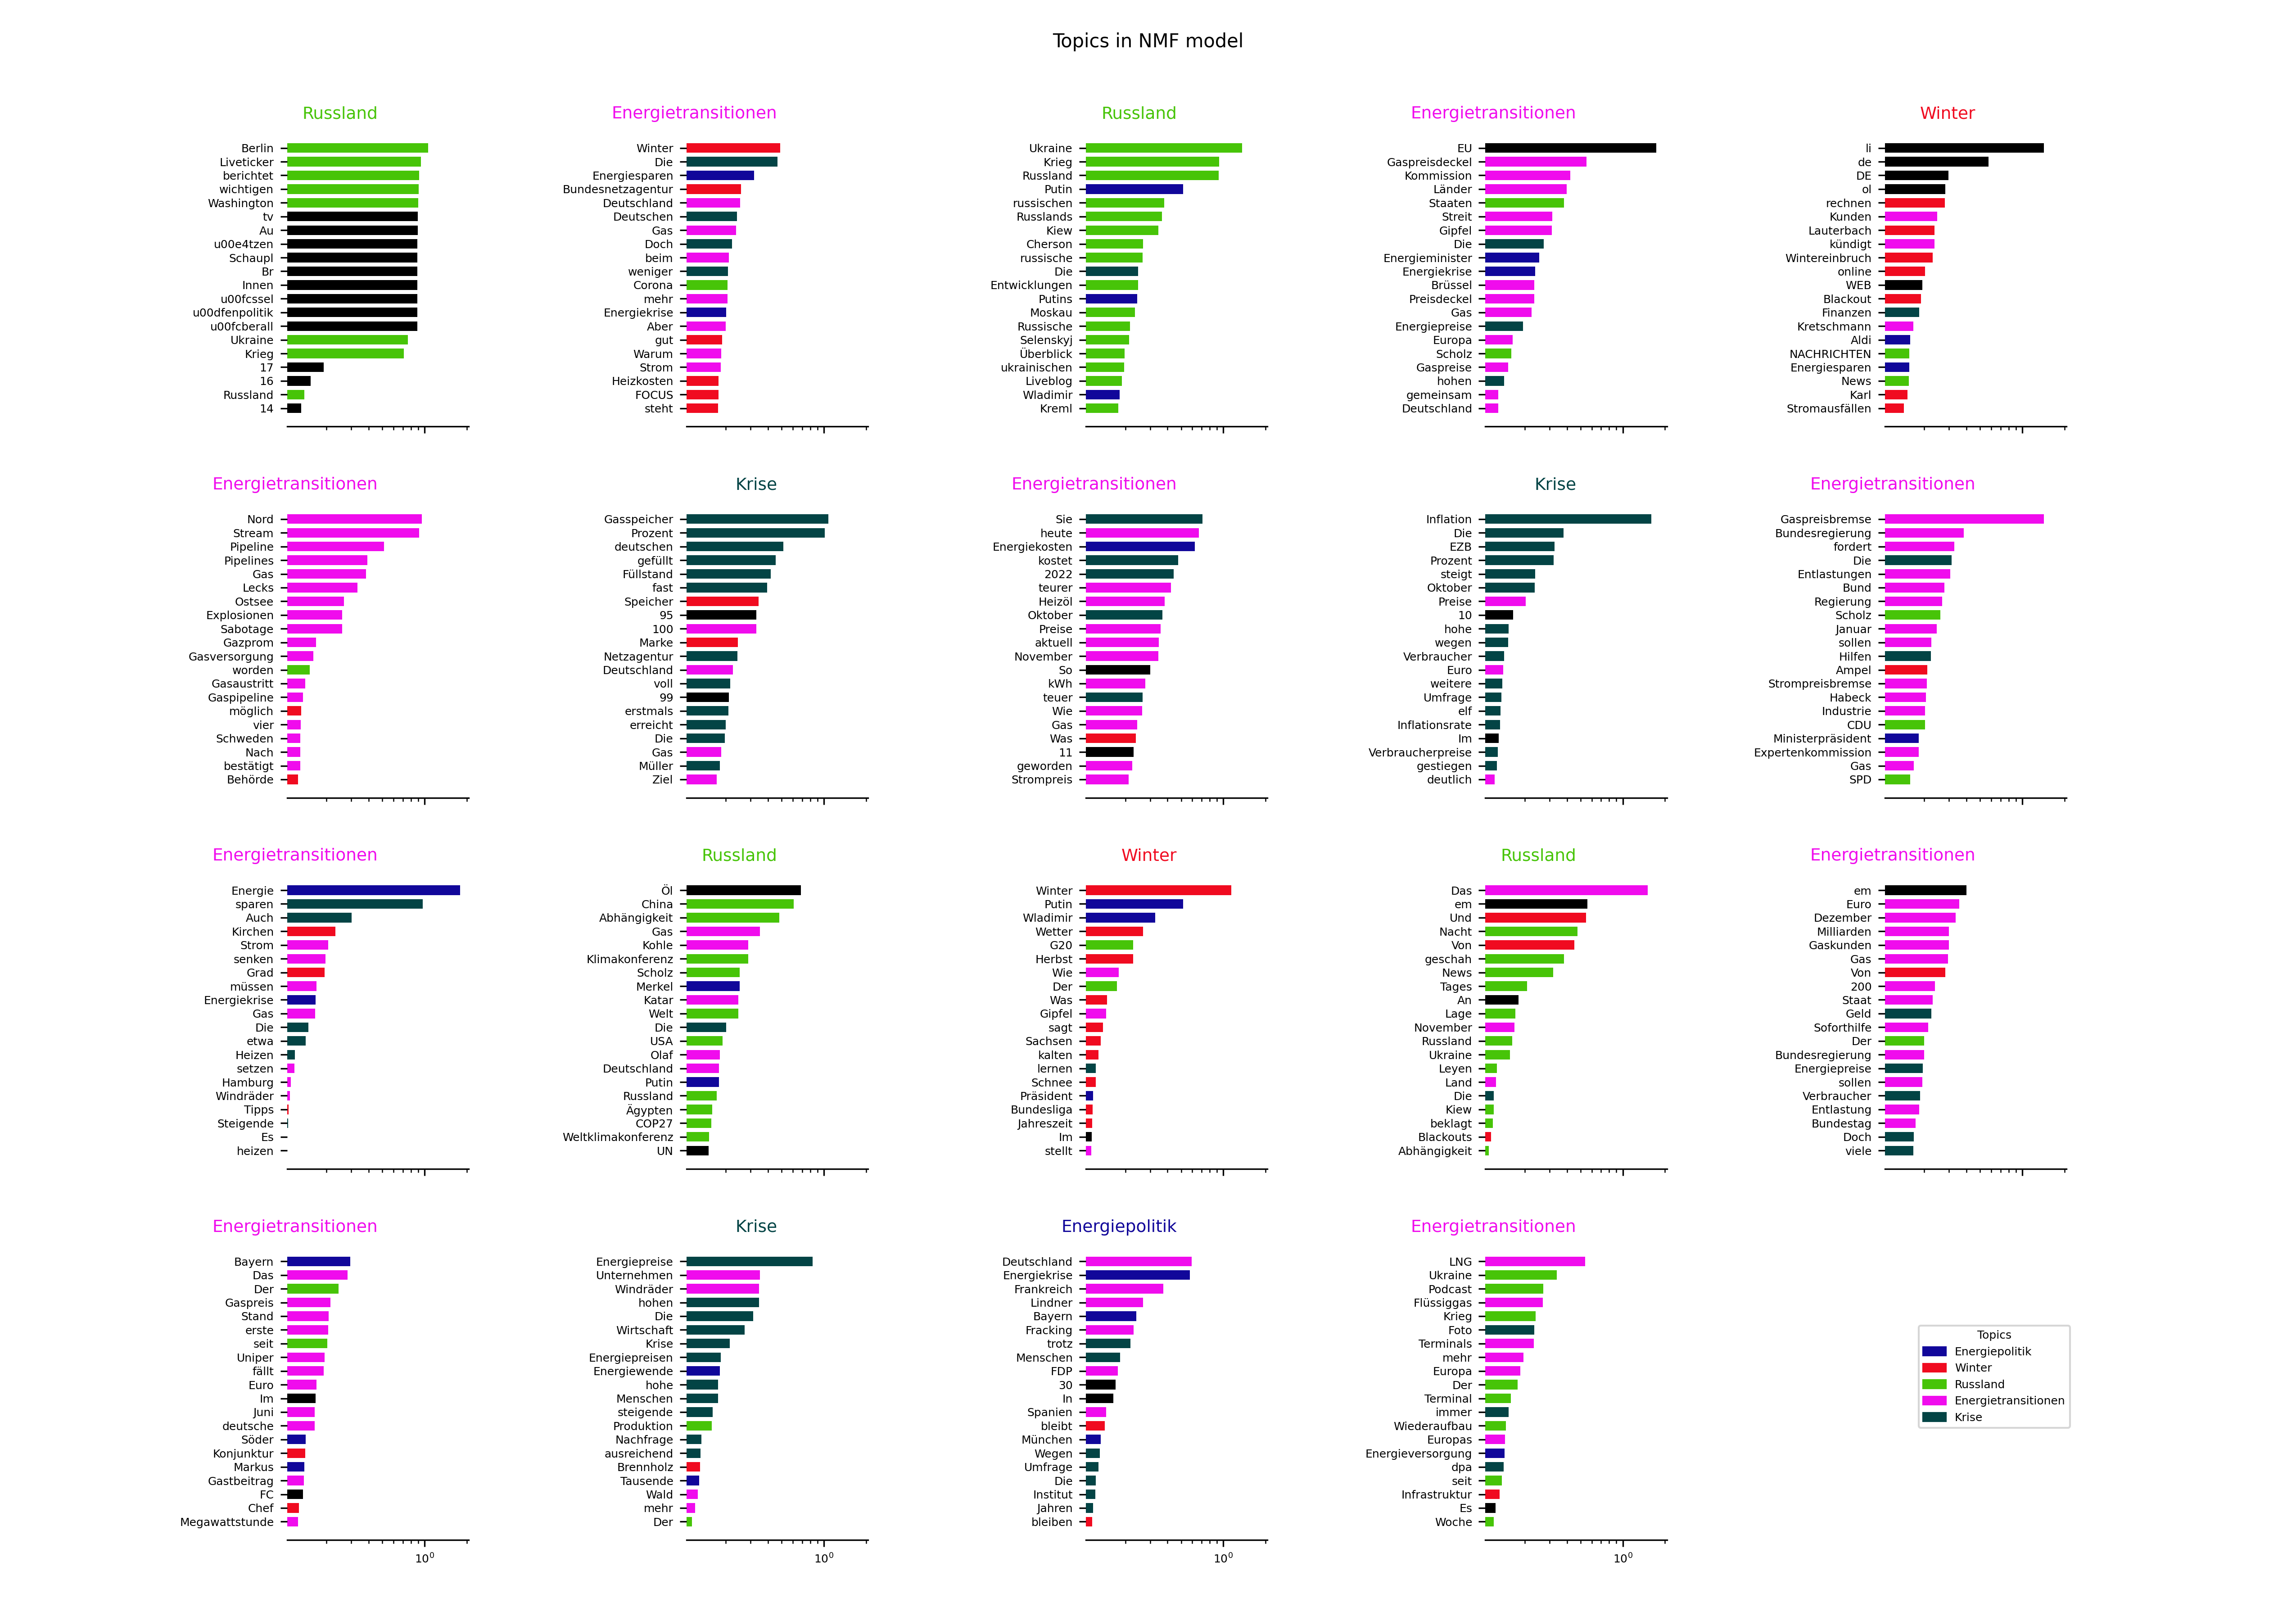 Topics in NMF model
Russland
Berlin
Liveticker
berichtet
wichtigen
Washington
tv
Au
u00e4tzen
Schaupl
Br
Innen
u00fcssel
u00dfenpolitik
u00fcberall
Ukraine
Krieg
17
16
Russland
14
Energietransitionen
Winter
Die
Energiesparen
Bundesnetzagentur
Deutschland
Deutschen
Gas
Doch
beim
weniger
Corona
mehr
Energiekrise
Aber
gut
Warum
Strom
Heizkosten
FOCUS
steht
Russland
Ukraine
Krieg
Russland
Putin
russischen
Russlands
Kiew
Cherson
russische
Die
Entwicklungen
Putins
Moskau
Russische
Selenskyj
Überblick
ukrainischen
Liveblog
Wladimir
Kreml
Energietransitionen
EU
Gaspreisdeckel
Kommission
Länder
Staaten
Streit
Gipfel
Die
Energieminister
Energiekrise
Brüssel
Preisdeckel
Gas
Energiepreise
Europa
Scholz
Gaspreise
hohen
gemeinsam
Deutschland
Winter
li
de
DE
ol
rechnen
Kunden
Lauterbach
kündigt
Wintereinbruch
online
WEB
Blackout
Finanzen
Kretschmann
Aldi
NACHRICHTEN
Energiesparen
News
Karl
Stromausfällen
Energietransitionen
Nord
Stream
Pipeline
Pipelines
Gas
Lecks
Ostsee
Explosionen
Sabotage
Gazprom
Gasversorgung
worden
Gasaustritt
Gaspipeline
möglich
vier
Schweden
Nach
bestätigt
Behörde
Krise
Gasspeicher
Prozent
deutschen
gefüllt
Füllstand
fast
Speicher
95
100
Marke
Netzagentur
Deutschland
voll
99
erstmals
erreicht
Die
Gas
Müller
Ziel
Energietransitionen
Sie
heute
Energiekosten
kostet
2022
teurer
Heizöl
Oktober
Preise
aktuell
November
So
kWh
teuer
Wie
Gas
Was
11
geworden
Strompreis
Krise
Inflation
Die
EZB
Prozent
steigt
Oktober
Preise
10
hohe
wegen
Verbraucher
Euro
weitere
Umfrage
elf
Inflationsrate
Im
Verbraucherpreise
gestiegen
deutlich
Energietransitionen
Gaspreisbremse
Bundesregierung
fordert
Die
Entlastungen
Bund
Regierung
Scholz
Januar
sollen
Hilfen
Ampel
Strompreisbremse
Habeck
Industrie
CDU
Ministerpräsident
Expertenkommission
Gas
SPD
Energietransitionen
Energie
sparen
Auch
Kirchen
Strom
senken
Grad
müssen
Energiekrise
Gas
Die
etwa
Heizen
setzen
Hamburg
Windräder
Tipps
Steigende
Es
heizen
Russland
Öl
China
Abhängigkeit
Gas
Kohle
Klimakonferenz
Scholz
Merkel
Katar
Welt
Die
USA
Olaf
Deutschland
Putin
Russland
Ägypten
COP27
Weltklimakonferenz
UN
Winter
Winter
Putin
Wladimir
Wetter
G20
Herbst
Wie
Der
Was
Gipfel
sagt
Sachsen
kalten
lernen
Schnee
Präsident
Bundesliga
Jahreszeit
Im
stellt
Russland
Das
em
Und
Nacht
Von
geschah
News
Tages
An
Lage
November
Russland
Ukraine
Leyen
Land
Die
Kiew
beklagt
Blackouts
Abhängigkeit
Energietransitionen
em
Euro
Dezember
Milliarden
Gaskunden
Gas
Von
200
Staat
Geld
Soforthilfe
Der
Bundesregierung
Energiepreise
sollen
Verbraucher
Entlastung
Bundestag
Doch
viele
Energietransitionen
Bayern
Das
Der
Gaspreis
Stand
erste
seit
Uniper
fällt
Euro
Im
Juni
deutsche
Söder
Konjunktur
Markus
Gastbeitrag
FC
Chef
Megawattstunde
10⁰
Krise
Energiepreise
Unternehmen
Windräder
hohen
Die
Wirtschaft
Krise
Energiepreisen
Energiewende
hohe
Menschen
steigende
Produktion
Nachfrage
ausreichend
Brennholz
Tausende
Wald
mehr
Der
10⁰
Energiepolitik
Deutschland
Energiekrise
Frankreich
Lindner
Bayern
Fracking
trotz
Menschen
FDP
30
In
Spanien
bleibt
München
Wegen
Umfrage
Die
Institut
Jahren
bleiben
10⁰
Energietransitionen
LNG
Ukraine
Podcast
Flüssiggas
Krieg
Foto
Terminals
mehr
Europa
Der
Terminal
immer
Wiederaufbau
Europas
Energieversorgung
dpa
seit
Infrastruktur
Es
Woche
10⁰
Topics
Energiepolitik
Winter
Russland
Energietransitionen
Krise